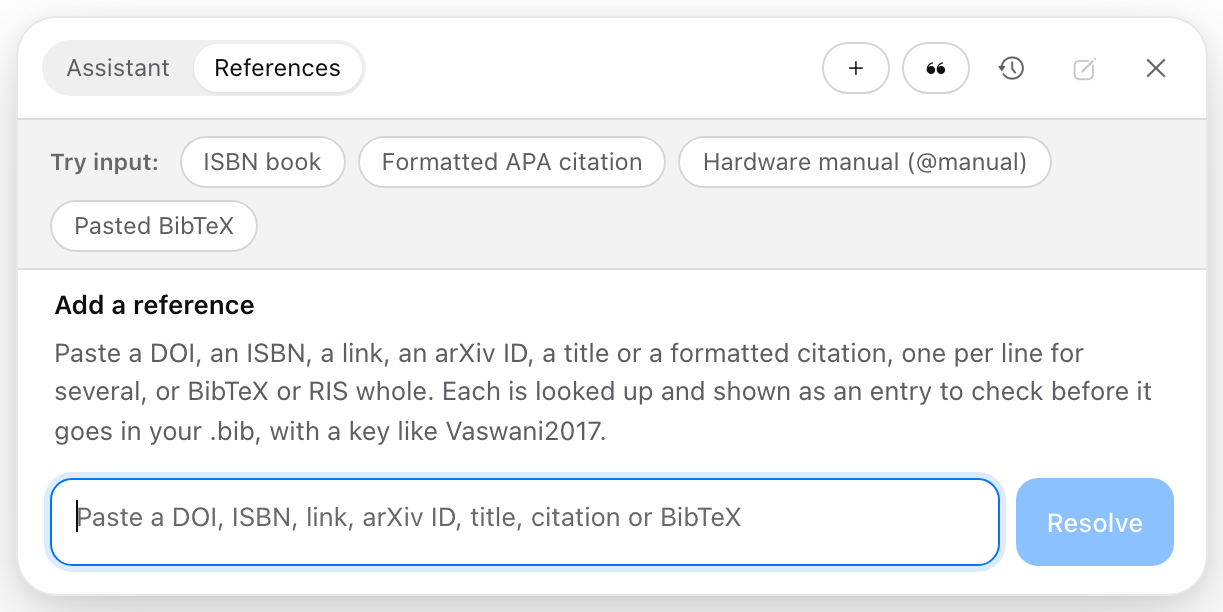 Assistant References
Try input: ISBN book Formatted APA citation Hardware manual (@manual)
Pasted BibTeX
Add a reference
Paste a DOI, an ISBN, a link, an arXiv ID, a title or a formatted citation, one per line for
several, or BibTeX or RIS whole. Each is looked up and shown as an entry to check before it
goes in your .bib, with a key like Vaswani2017.
Paste a DOI, ISBN, link, arXiv ID, title, citation or BibTeX
Resolve